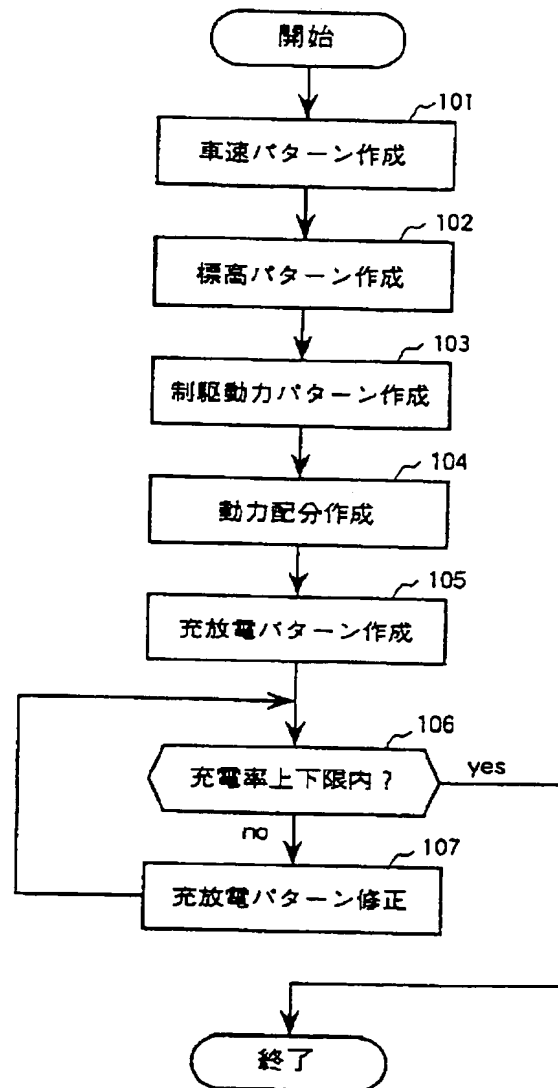 開始
101
車速パターン作成
102
標高パターン作成
103
制駆動力パターン作成
104
動力配分作成
105
充放電パターン作成
106
充電率上下限内？
yes
no
107
充放電パターン修正
終了